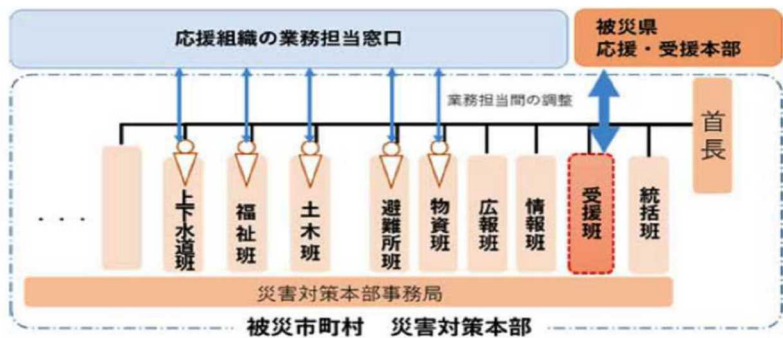 応援組織の業務担当窓口
被災県
応援・受援本部
業務担当間の調整
首長
・・・
上下水道班
福祉班
土木班
避難所班
物資班
広報班
情報班
受援班
統括班
災害対策本部事務局
被災市町村　災害対策本部